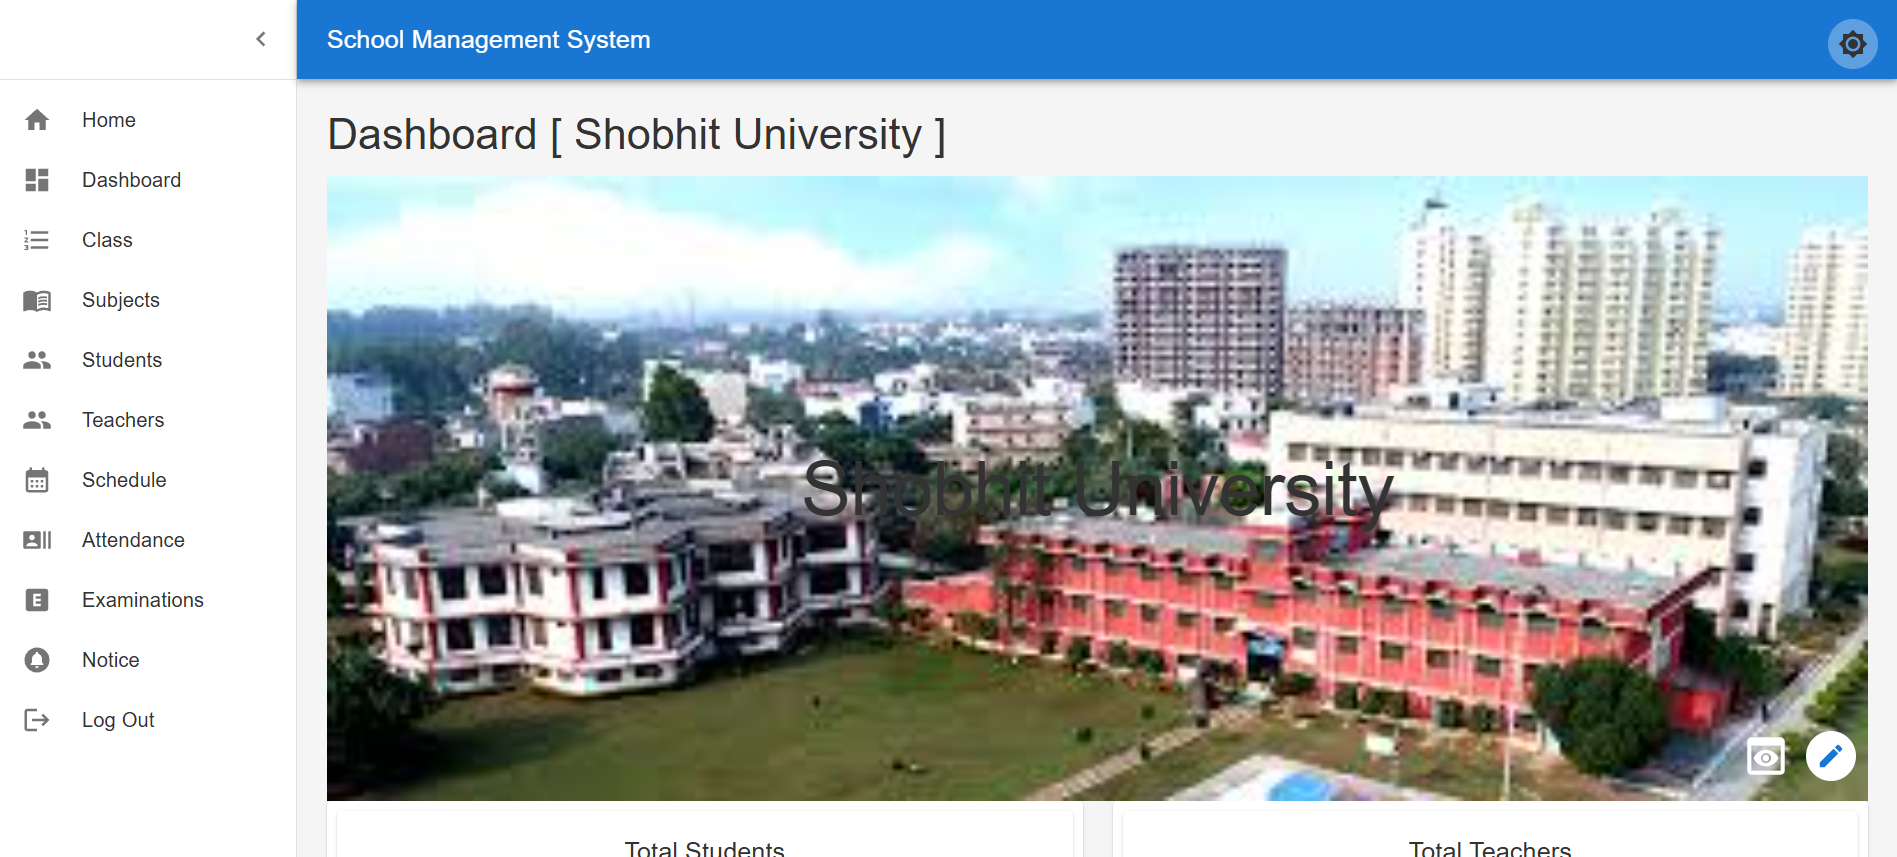 School Management System
Home
Dashboard
Class
Subjects
Students
Teachers
Schedule
Attendance
Examinations
Notice
Log Out
Dashboard [ Shobhit University ]
Shobhit University
Total Students
Total Teachers